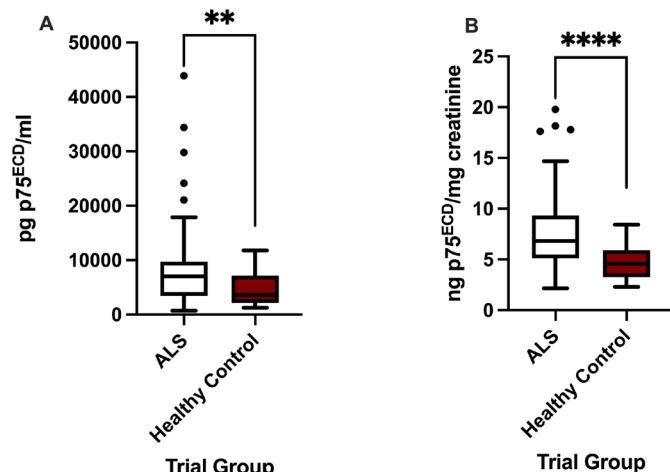 A
**
pg p75ECD/ml
50000
40000
30000
20000
10000
0
ALS
Healthy Control
Trial Group
B
****
ng p75ECD/mg creatinine
25
20
15
10
5
0
ALS
Healthy Control
Trial Group